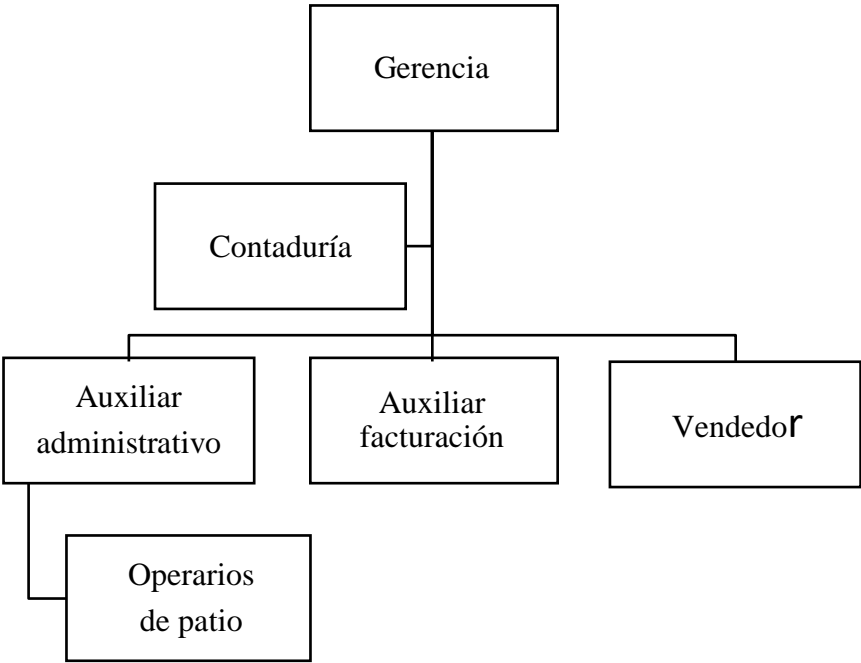 Gerencia
Contaduría
Auxiliar
administrativo
Auxiliar
facturación
Vendedor
Operarios
de patio